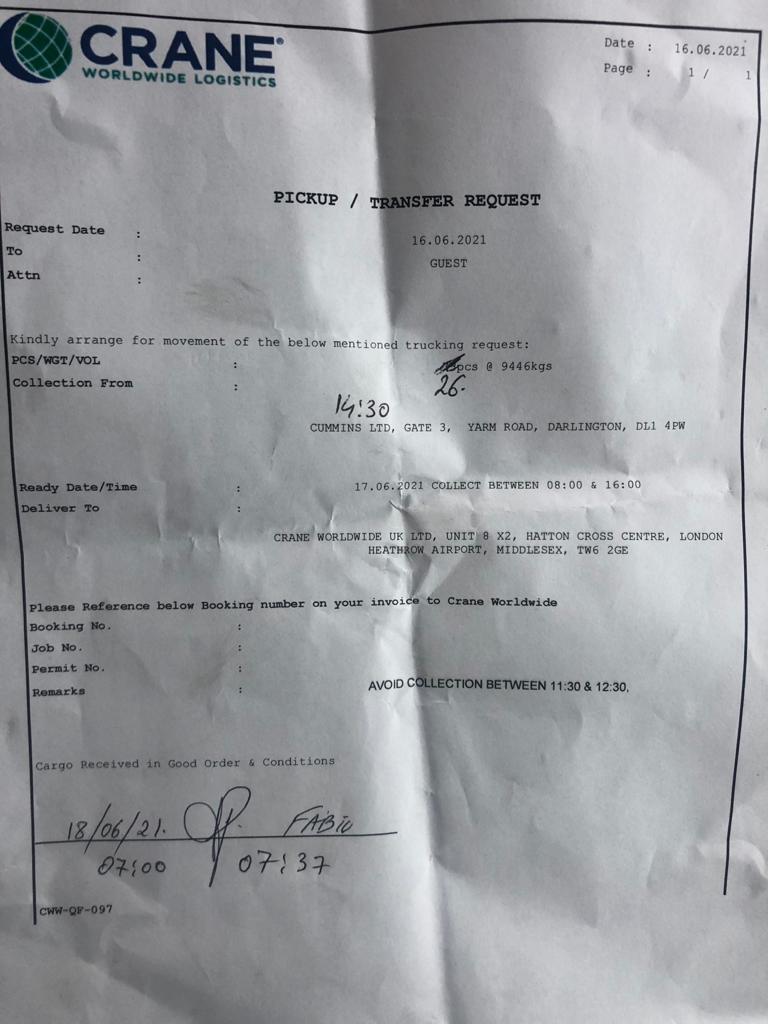 CRANE®
WORLDWIDE LOGISTICS
Date : 16.06.2021
Page : 1 / 1
PICKUP / TRANSFER REQUEST
Request Date : 16.06.2021
To : GUEST
Attn :
Kindly arrange for movement of the below mentioned trucking request:
PCS/WGT/VOL : pcs @ 9446kgs
26.
Collection From :
14:30
CUMMINS LTD, GATE 3, YARM ROAD, DARLINGTON, DL1 4PW
Ready Date/Time : 17.06.2021 COLLECT BETWEEN 08:00 & 16:00
Deliver To :
CRANE WORLDWIDE UK LTD, UNIT 8 X2, HATTON CROSS CENTRE, LONDON
HEATHROW AIRPORT, MIDDLESEX, TW6 2GE
Please Reference below Booking number on your invoice to Crane Worldwide
Booking No. :
Job No. :
Permit No. :
Remarks : AVOID COLLECTION BETWEEN 11:30 & 12:30,
Cargo Received in Good Order & Conditions
18/06/21. FABIO
07:00 07:37
CWW-QF-097